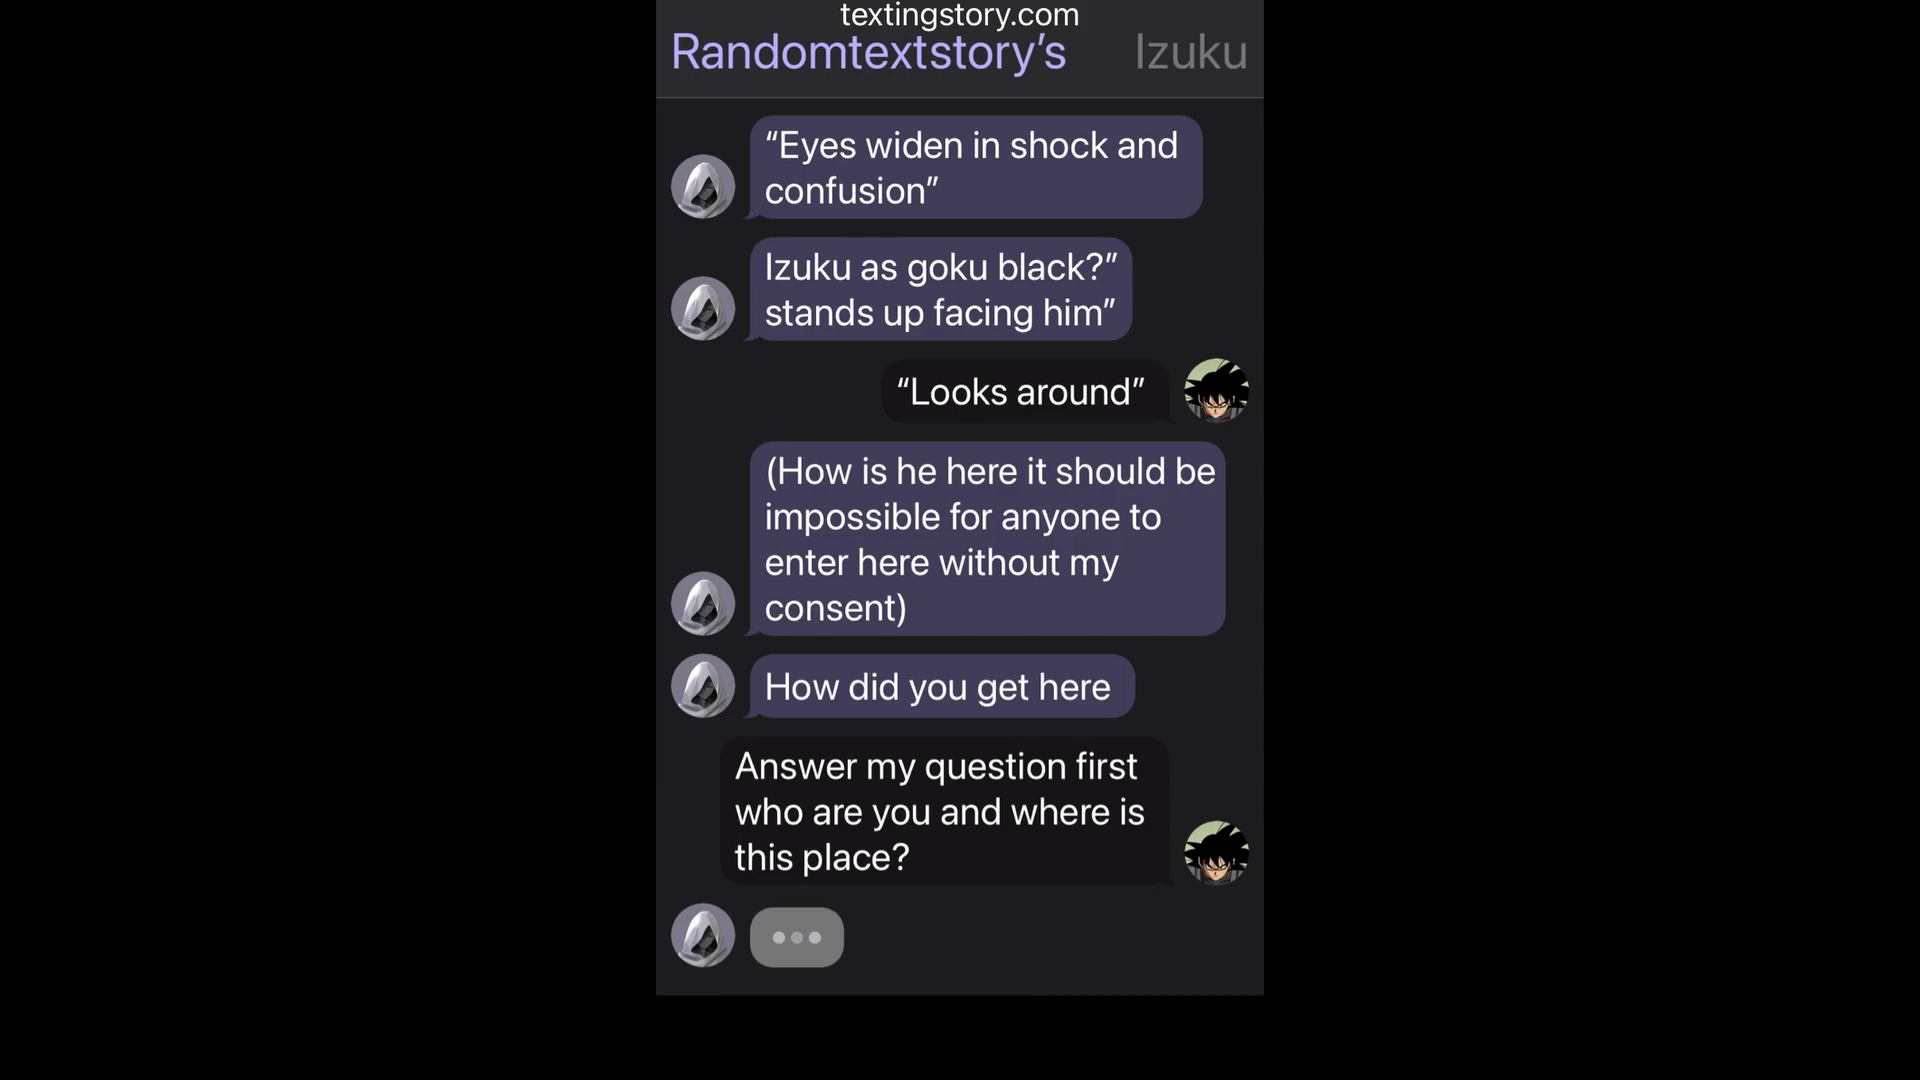 textingstory.com
Randomtextstory’s Izuku
“Eyes widen in shock and
confusion”
Izuku as goku black?”
stands up facing him”
“Looks around”
(How is he here it should be
impossible for anyone to
enter here without my
consent)
How did you get here
Answer my question first
who are you and where is
this place?